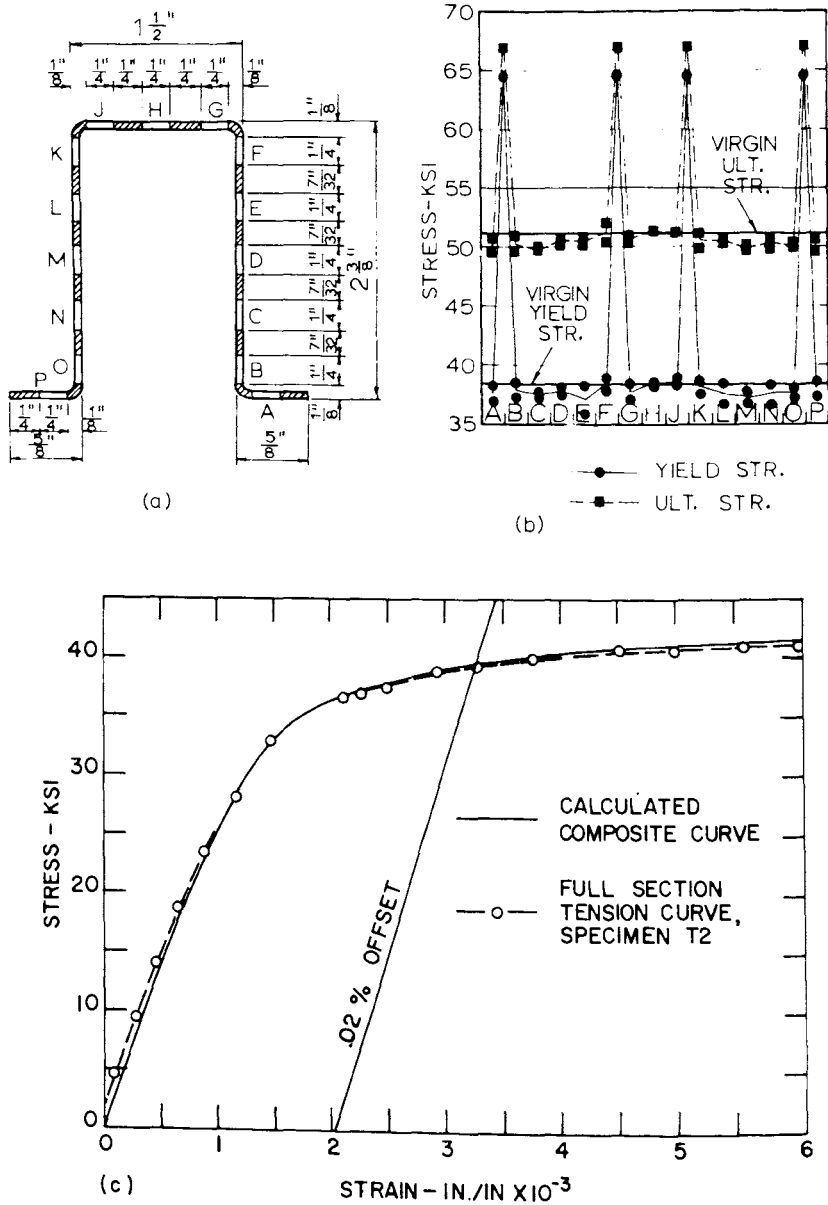 1 1/2"
1/8" 1/4" 1/4" 1/4" 1/4" 1/4" 1/8"
J H G
1/8"
K F 1/4"
7/32"
L E 1/4"
7/32"
M D 1/4"
2 3/8"
7/32"
N C 1/4"
7/32"
O B 1/4"
P A 1/8"
1/4" 1/4" 1/8"
5/8" 5/8"
(a)
70
65
60
55
50
45
40
35
STRESS-KSI
VIRGIN
ULT.
STR.
VIRGIN
YIELD
STR.
A B C D E F G H J K L M N O P
YIELD STR.
ULT. STR.
(b)
40
30
20
10
0
STRESS - KSI
.02 % OFFSET
CALCULATED
COMPOSITE CURVE
FULL SECTION
TENSION CURVE,
SPECIMEN T2
0 1 2 3 4 5 6
(c) STRAIN - IN./IN X10⁻³